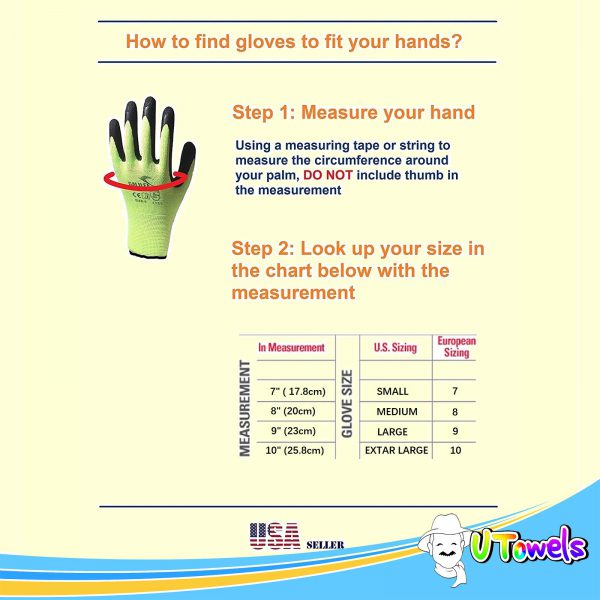 How to find gloves to fit your hands?
Step 1: Measure your hand
Using a measuring tape or string to
measure the circumference around
your palm, DO NOT include thumb in
the measurement
Step 2: Look up your size in
the chart below with the
measurement
MEASUREMENT
In Measurement
GLOVE SIZE
U.S. Sizing
European
Sizing
7" ( 17.8cm) SMALL 7
8" (20cm) MEDIUM 8
9" (23cm) LARGE 9
10" (25.8cm) EXTAR LARGE 10
USA SELLER
UTowels